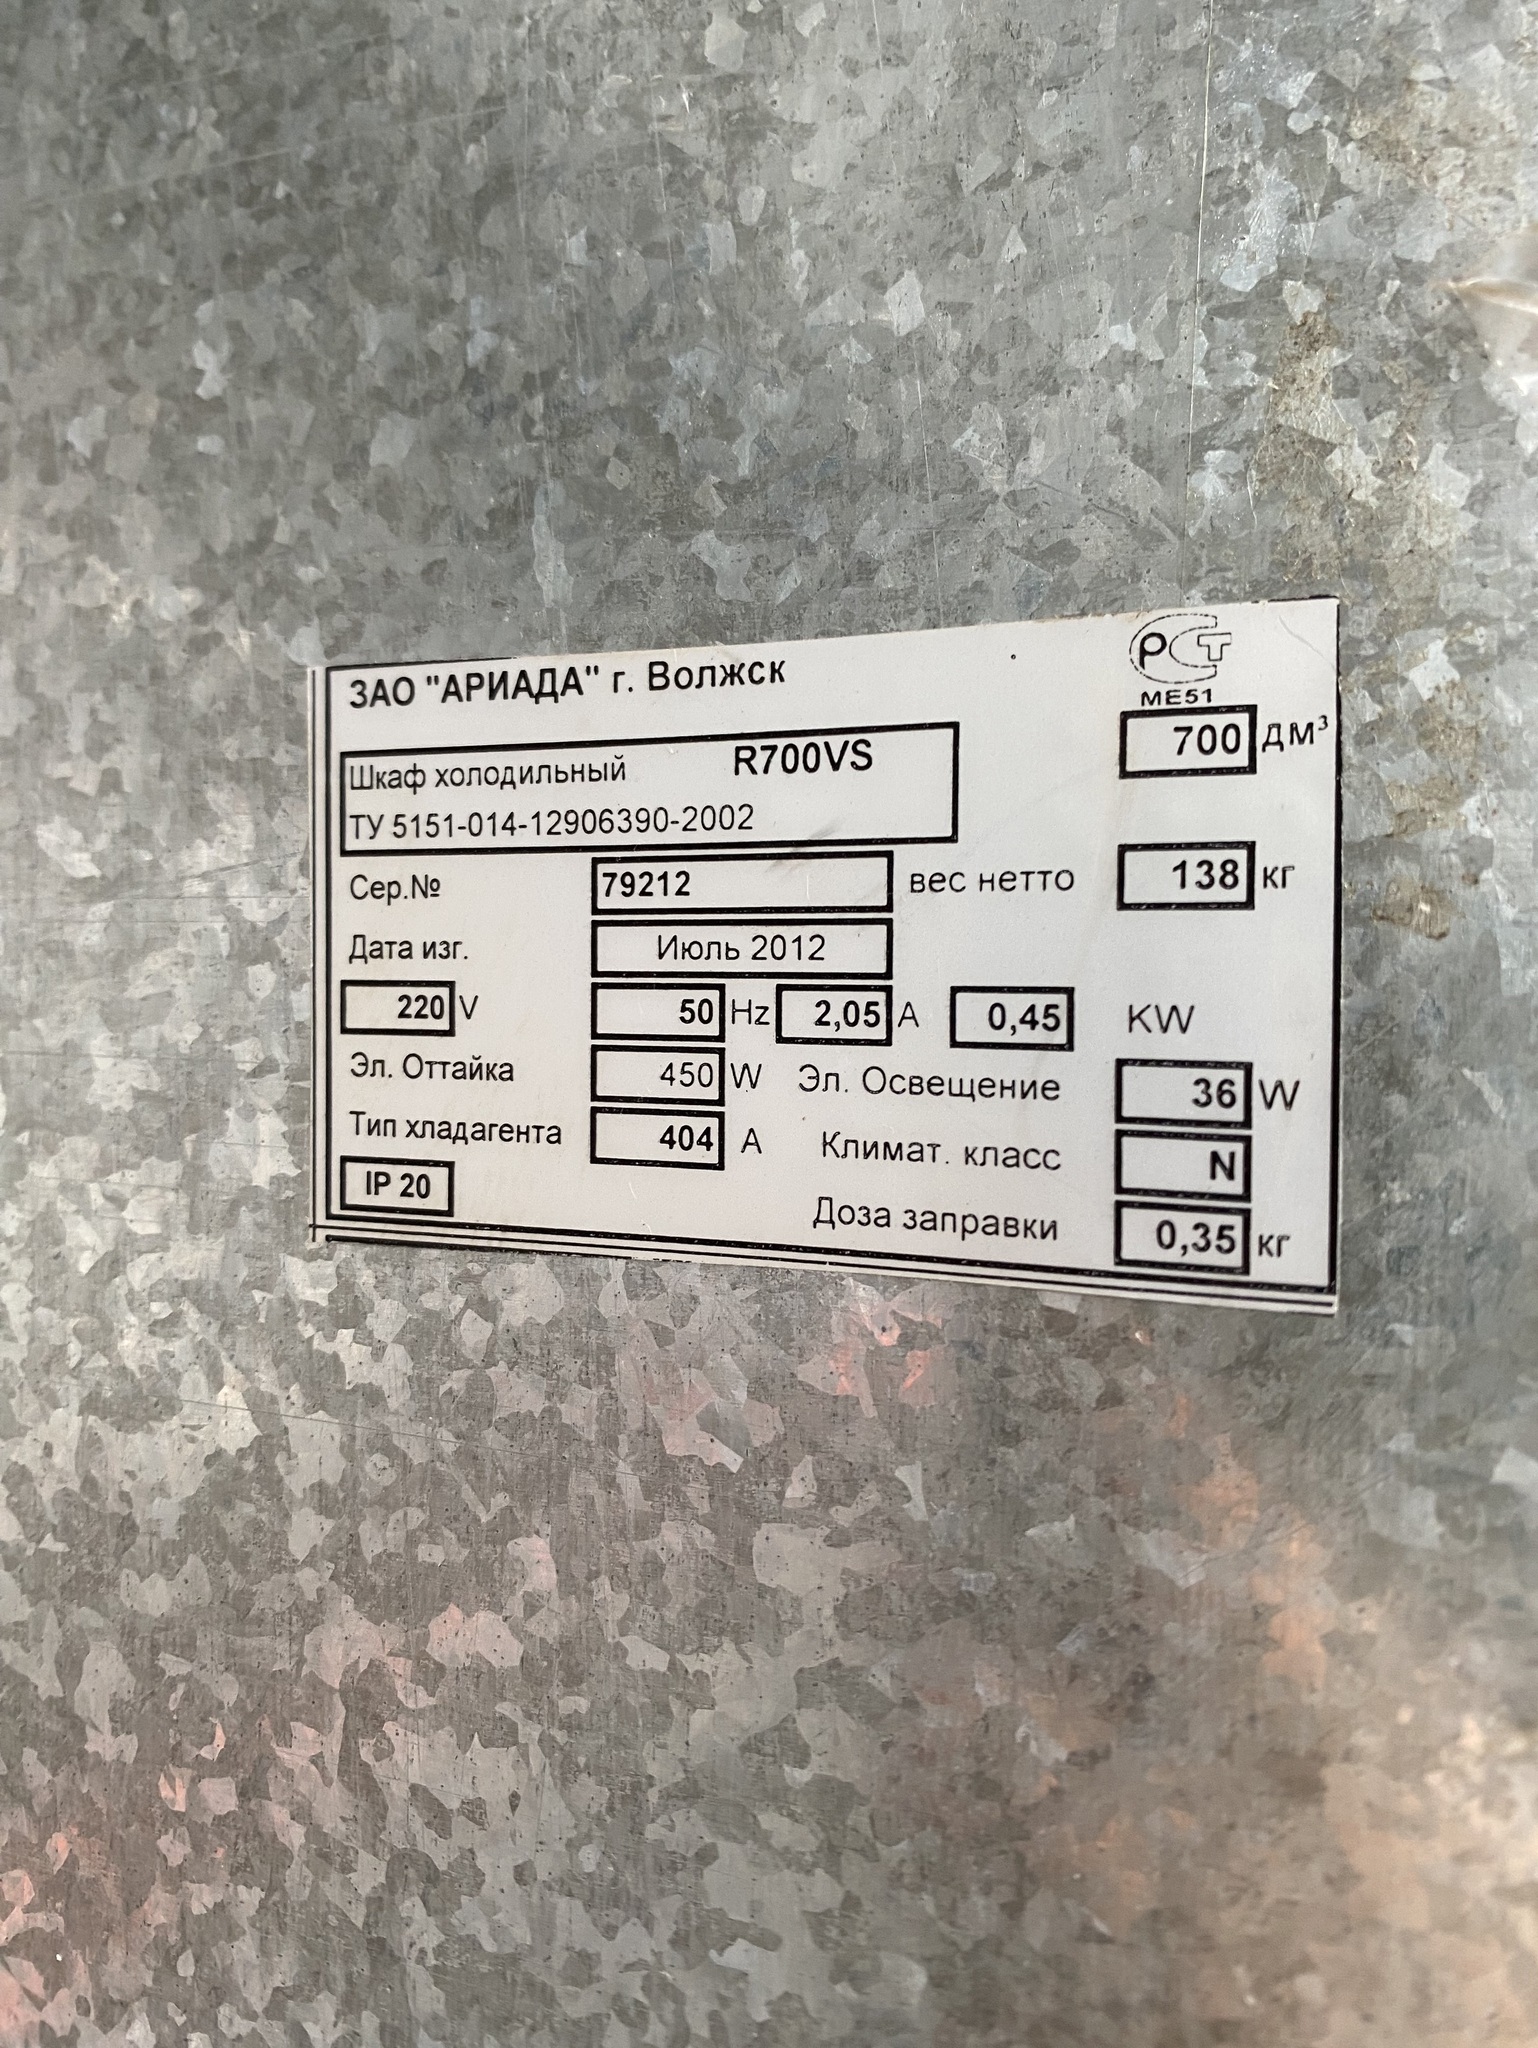 ЗАО "АРИАДА" г. Волжск
РСТ
МЕ51
Шкаф холодильный R700VS
700 дм³
ТУ 5151-014-12906390-2002
Сер.№ 79212 вес нетто 138 кг
Дата изг. Июль 2012
220 V 50 Hz 2,05 A 0,45 KW
Эл. Оттайка 450 W Эл. Освещение 36 W
Тип хладагента 404 A Климат. класс N
IP 20 Доза заправки 0,35 кг